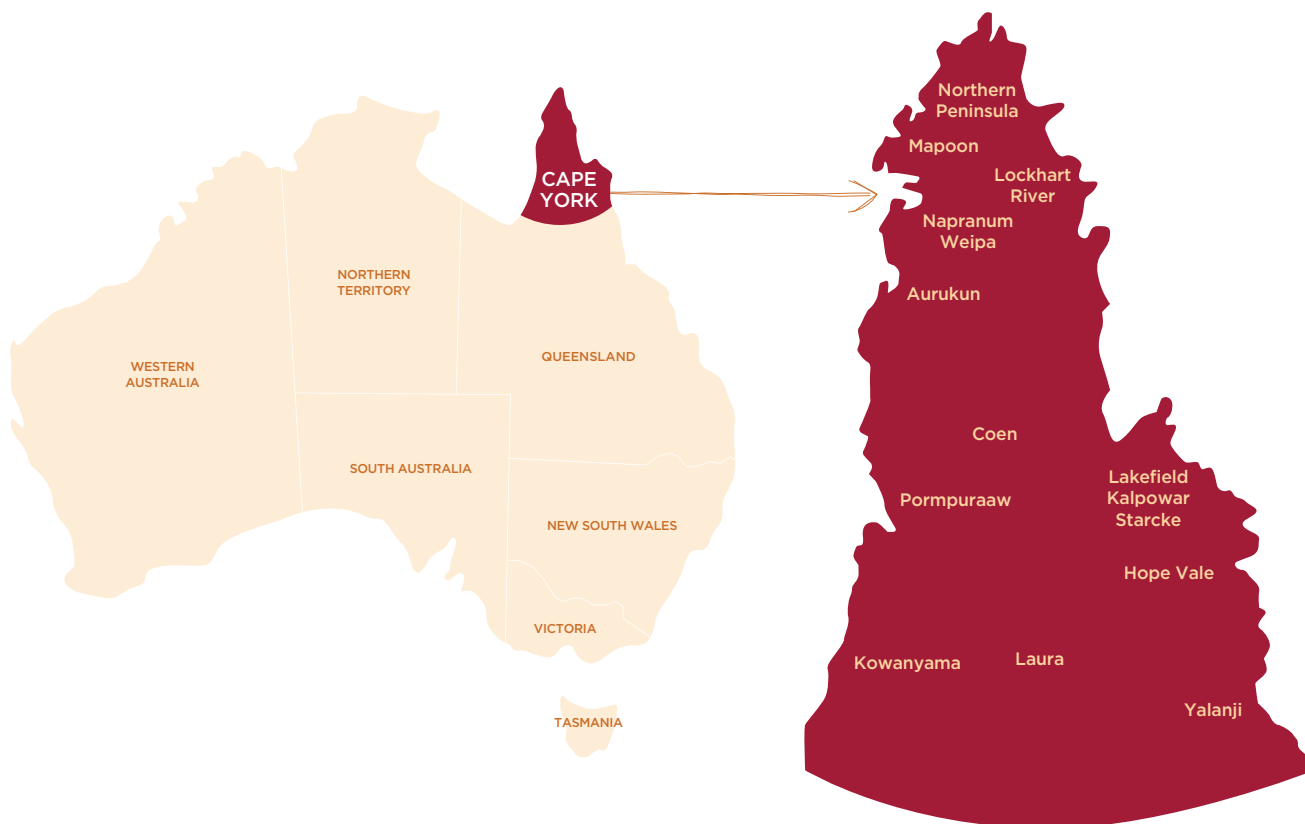 CAPE
YORK
NORTHERN
TERRITORY
WESTERN
AUSTRALIA
QUEENSLAND
SOUTH AUSTRALIA
NEW SOUTH WALES
VICTORIA
TASMANIA
Northern
Peninsula
Mapoon
Lockhart
River
Napranum
Weipa
Aurukun
Coen
Lakefield
Kalpowar
Starcke
Pormpuraaw
Hope Vale
Kowanyama
Laura
Yalanji